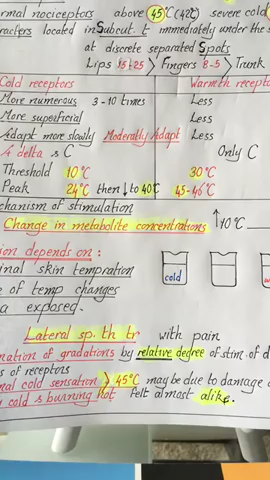 rmal nociceptors above 45°C (42°C) severe cold
racters located in Subcut. t immediately under the s
at discrete separated Spots
Lips 15-25 > Fingers 3-5 > Trunk
Cold receptors Warmth recepto
More numerous 3-10 times Less
More superficial Less
Adapt more slowly Moderately Adapt Less
A delta & C Only C
Threshold 10°C 30°C
Peak 24°C then ↓ to 40°C 45-46°C
chanism of stimulation
Change in metabolite concentrations ↑10°C
ion depends on :
inal skin tempration
e of temp changes
a exposed.
cold
w
Lateral sp. th tr with pain
ination of gradations by relative degree of stim. of d
s of receptors
nal cold sensation > 45°C may be due to damage o
cold & burning hot felt almost alike.